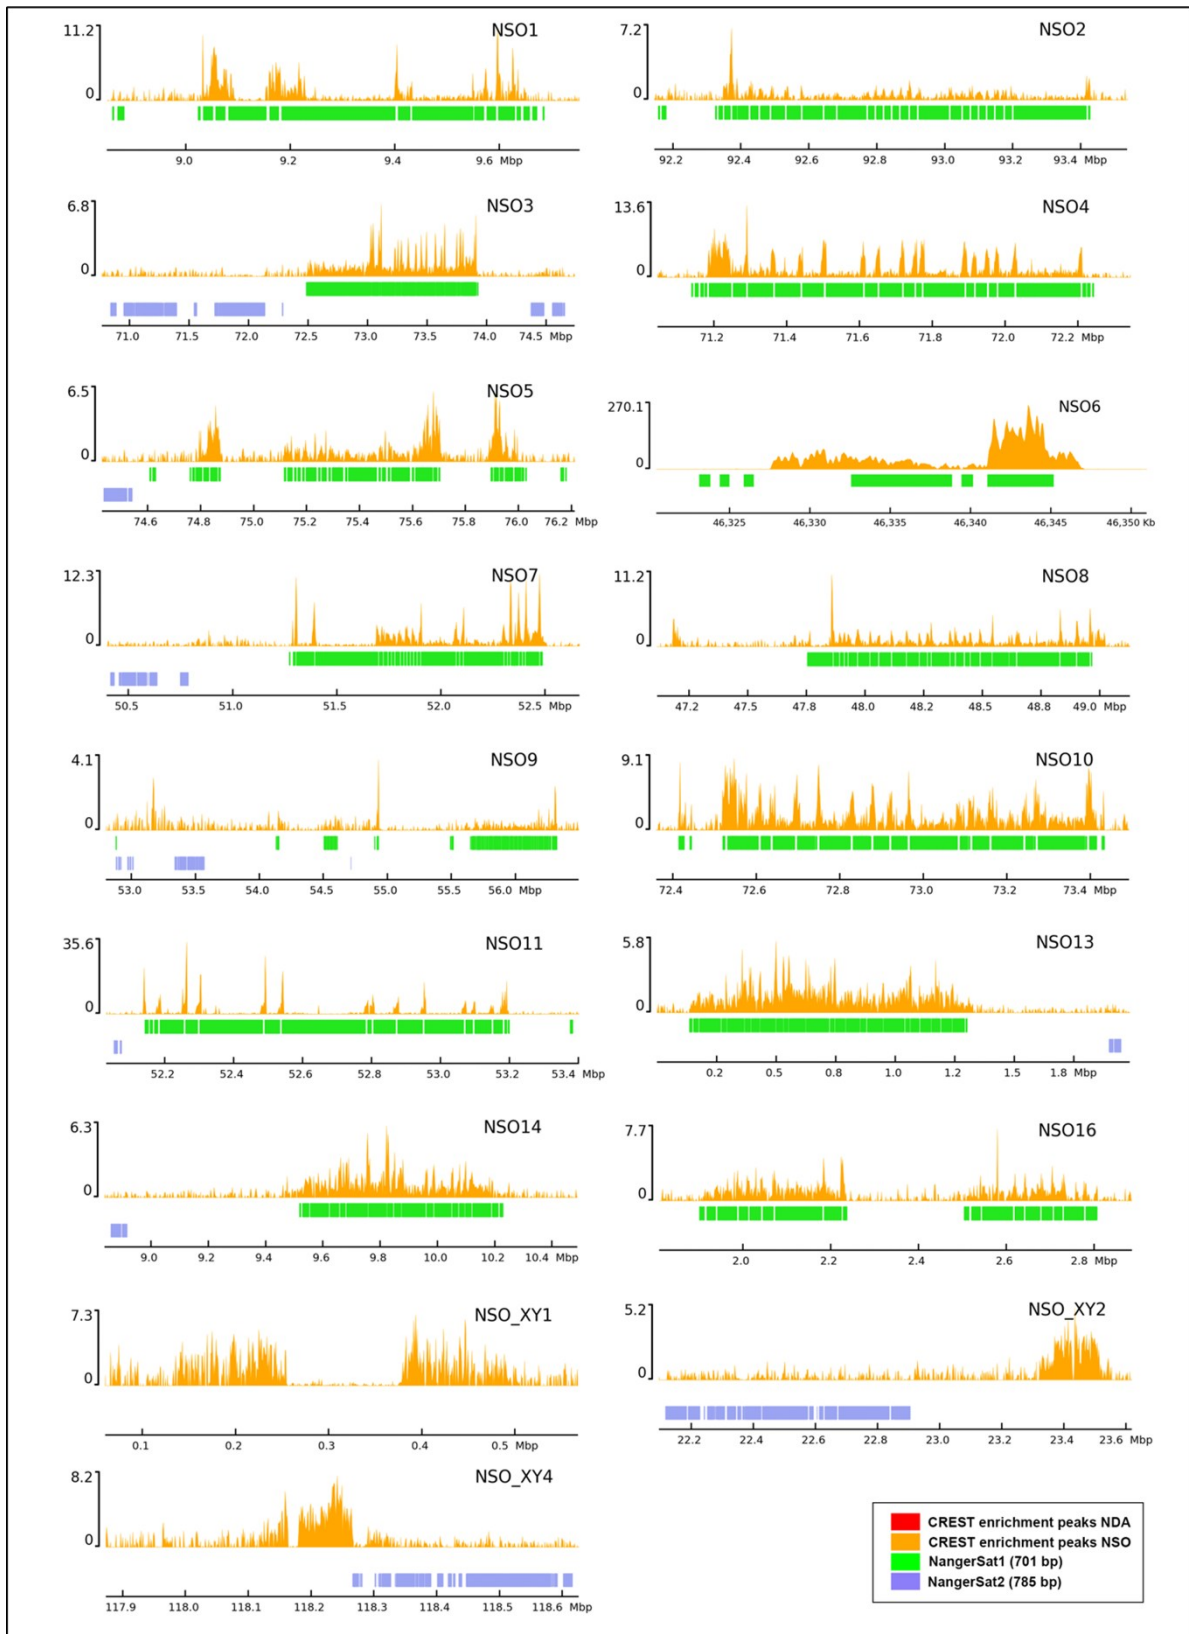 11.2
NSO1
0
9.0 9.2 9.4 9.6 Mbp
7.2
NSO2
0
92.2 92.4 92.6 92.8 93.0 93.2 93.4 Mbp
6.8
NSO3
0
71.0 71.5 72.0 72.5 73.0 73.5 74.0 74.5 Mbp
13.6
NSO4
0
71.2 71.4 71.6 71.8 72.0 72.2 Mbp
6.5
NSO5
0
74.6 74.8 75.2 75.4 75.6 75.8 76.0 76.2 Mbp
270.1
NSO6
0
46,325 46,330 46,335 46,340 46,345 46,350 Kb
12.3
NSO7
0
50.5 51.0 51.5 52.0 52.5 Mbp
11.2
NSO8
0
47.2 47.5 47.8 48.0 48.2 48.5 48.8 49.0 Mbp
4.1
NSO9
0
53.0 53.5 54.0 54.5 55.0 55.5 56.0 Mbp
9.1
NSO10
0
72.4 72.6 72.8 73.0 73.2 73.4 Mbp
35.6
NSO11
0
52.2 52.4 52.6 52.8 53.0 53.2 53.4 Mbp
5.8
NSO13
0
0.2 0.5 0.8 1.0 1.2 1.5 1.8 Mbp
6.3
NSO14
0
9.0 9.2 9.4 9.6 9.8 10.0 10.2 10.4 Mbp
7.7
NSO16
0
2.0 2.2 2.4 2.6 2.8 Mbp
7.3
NSO_XY1
0
0.1 0.2 0.3 0.4 0.5 Mbp
5.2
NSO_XY2
0
22.2 22.4 22.6 22.8 23.0 23.2 23.4 23.6 Mbp
8.2
NSO_XY4
0
117.9 118.0 118.2 118.3 118.4 118.5 118.6 Mbp
CREST enrichment peaks NDA
CREST enrichment peaks NSO
NangerSat1 (701 bp)
NangerSat2 (785 bp)